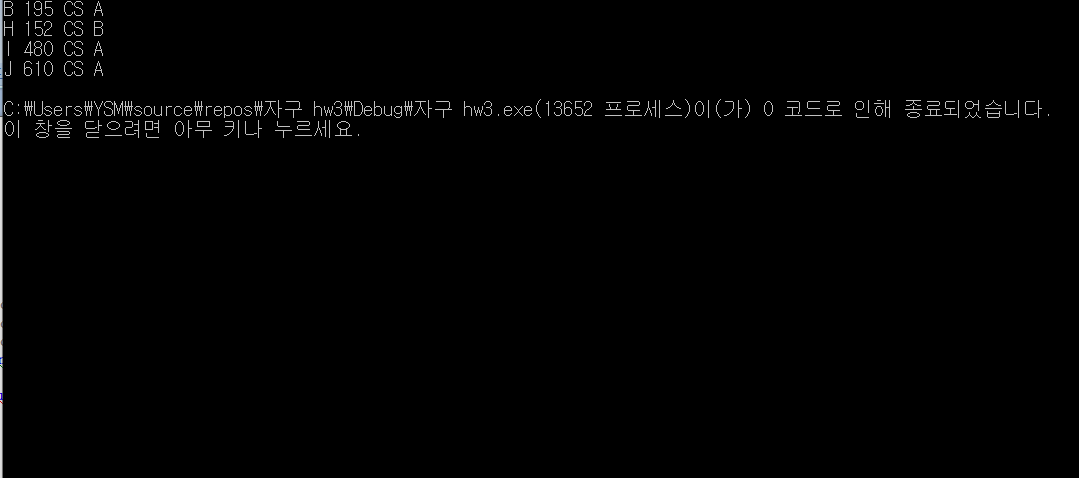 B 195 CS A
H 152 CS B
I 480 CS A
J 610 CS A
C:₩Users₩YSM₩source₩repos₩자구 hw3₩Debug₩자구 hw3.exe(13652 프로세스)이(가) 0 코드로 인해 종료되었습니다.
이 창을 닫으려면 아무 키나 누르세요.